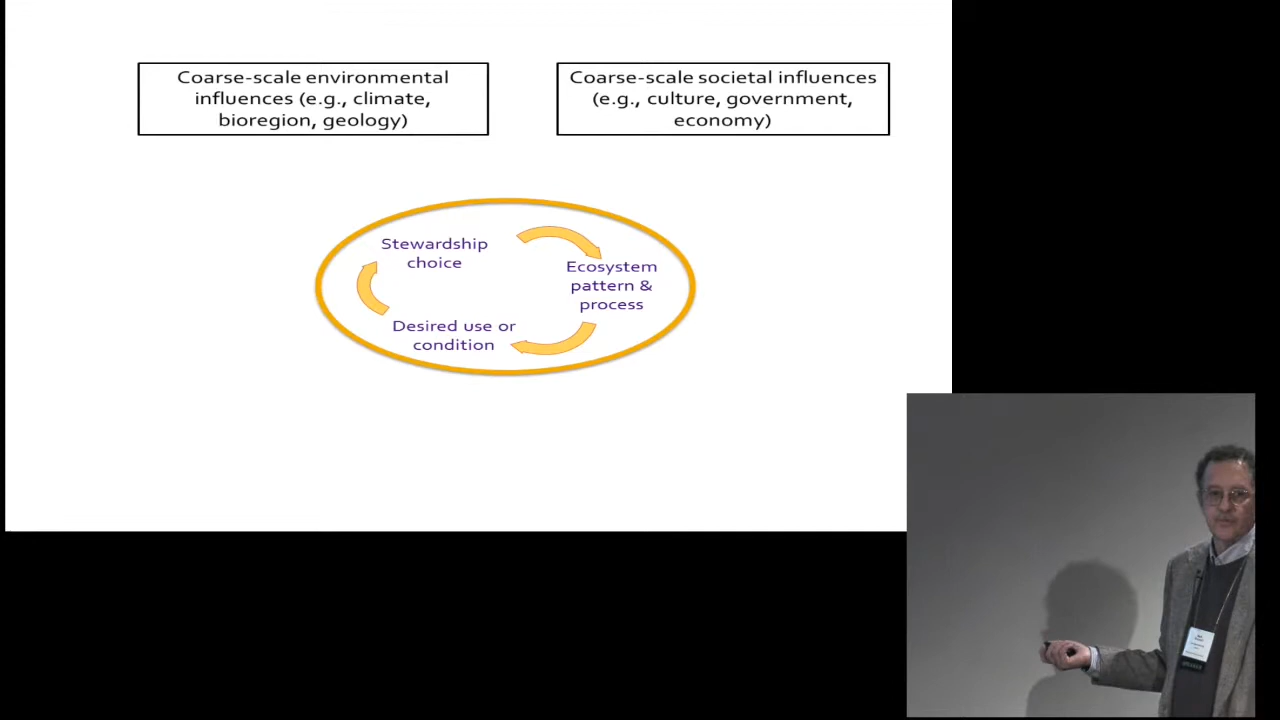 Coarse-scale environmental
influences (e.g., climate,
bioregion, geology)
Coarse-scale societal influences
(e.g., culture, government,
economy)
Stewardship
choice
Ecosystem
pattern &
process
Desired use or
condition